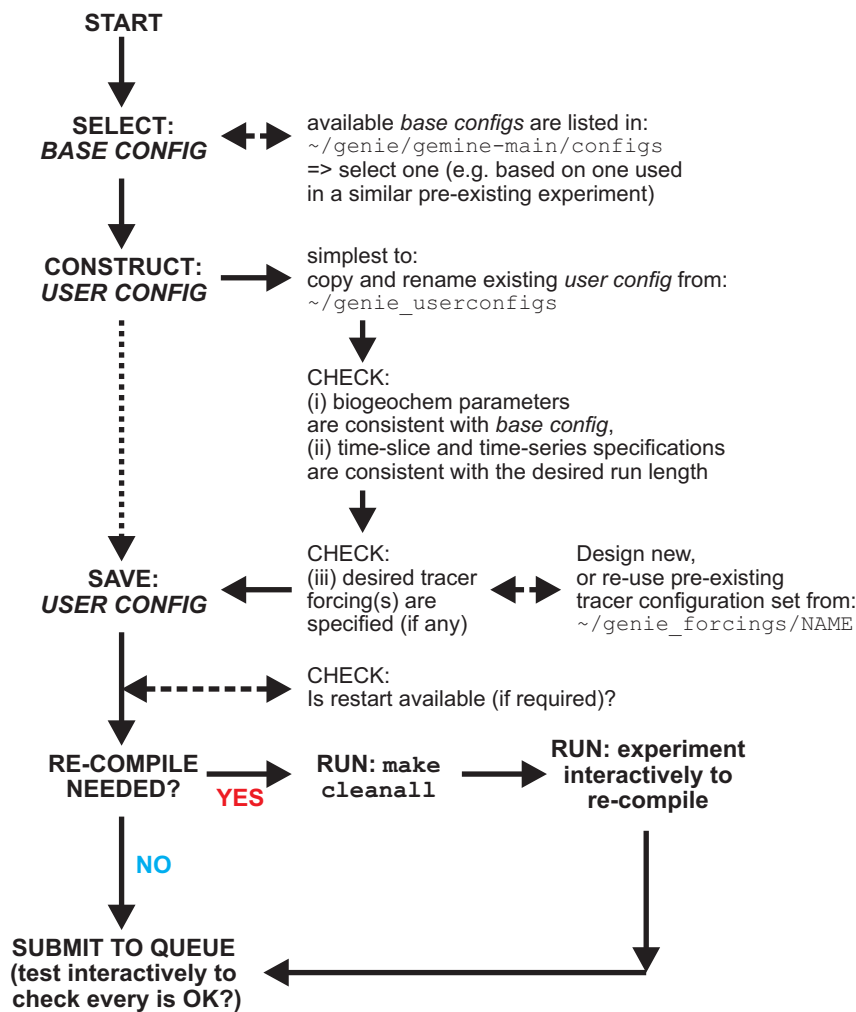 START
SELECT:
BASE CONFIG
available base configs are listed in:
~/genie/gemine-main/configs
=> select one (e.g. based on one used
in a similar pre-existing experiment)
CONSTRUCT:
USER CONFIG
simplest to:
copy and rename existing user config from:
~/genie_userconfigs
CHECK:
(i) biogeochem parameters
are consistent with base config,
(ii) time-slice and time-series specifications
are consistent with the desired run length
SAVE:
USER CONFIG
CHECK:
(iii) desired tracer
forcing(s) are
specified (if any)
Design new,
or re-use pre-existing
tracer configuration set from:
~/genie_forcings/NAME
CHECK:
Is restart available (if required)?
RE-COMPILE
NEEDED?
YES
RUN: make
cleanall
RUN: experiment
interactively to
re-compile
NO
SUBMIT TO QUEUE
(test interactively to
check every is OK?)